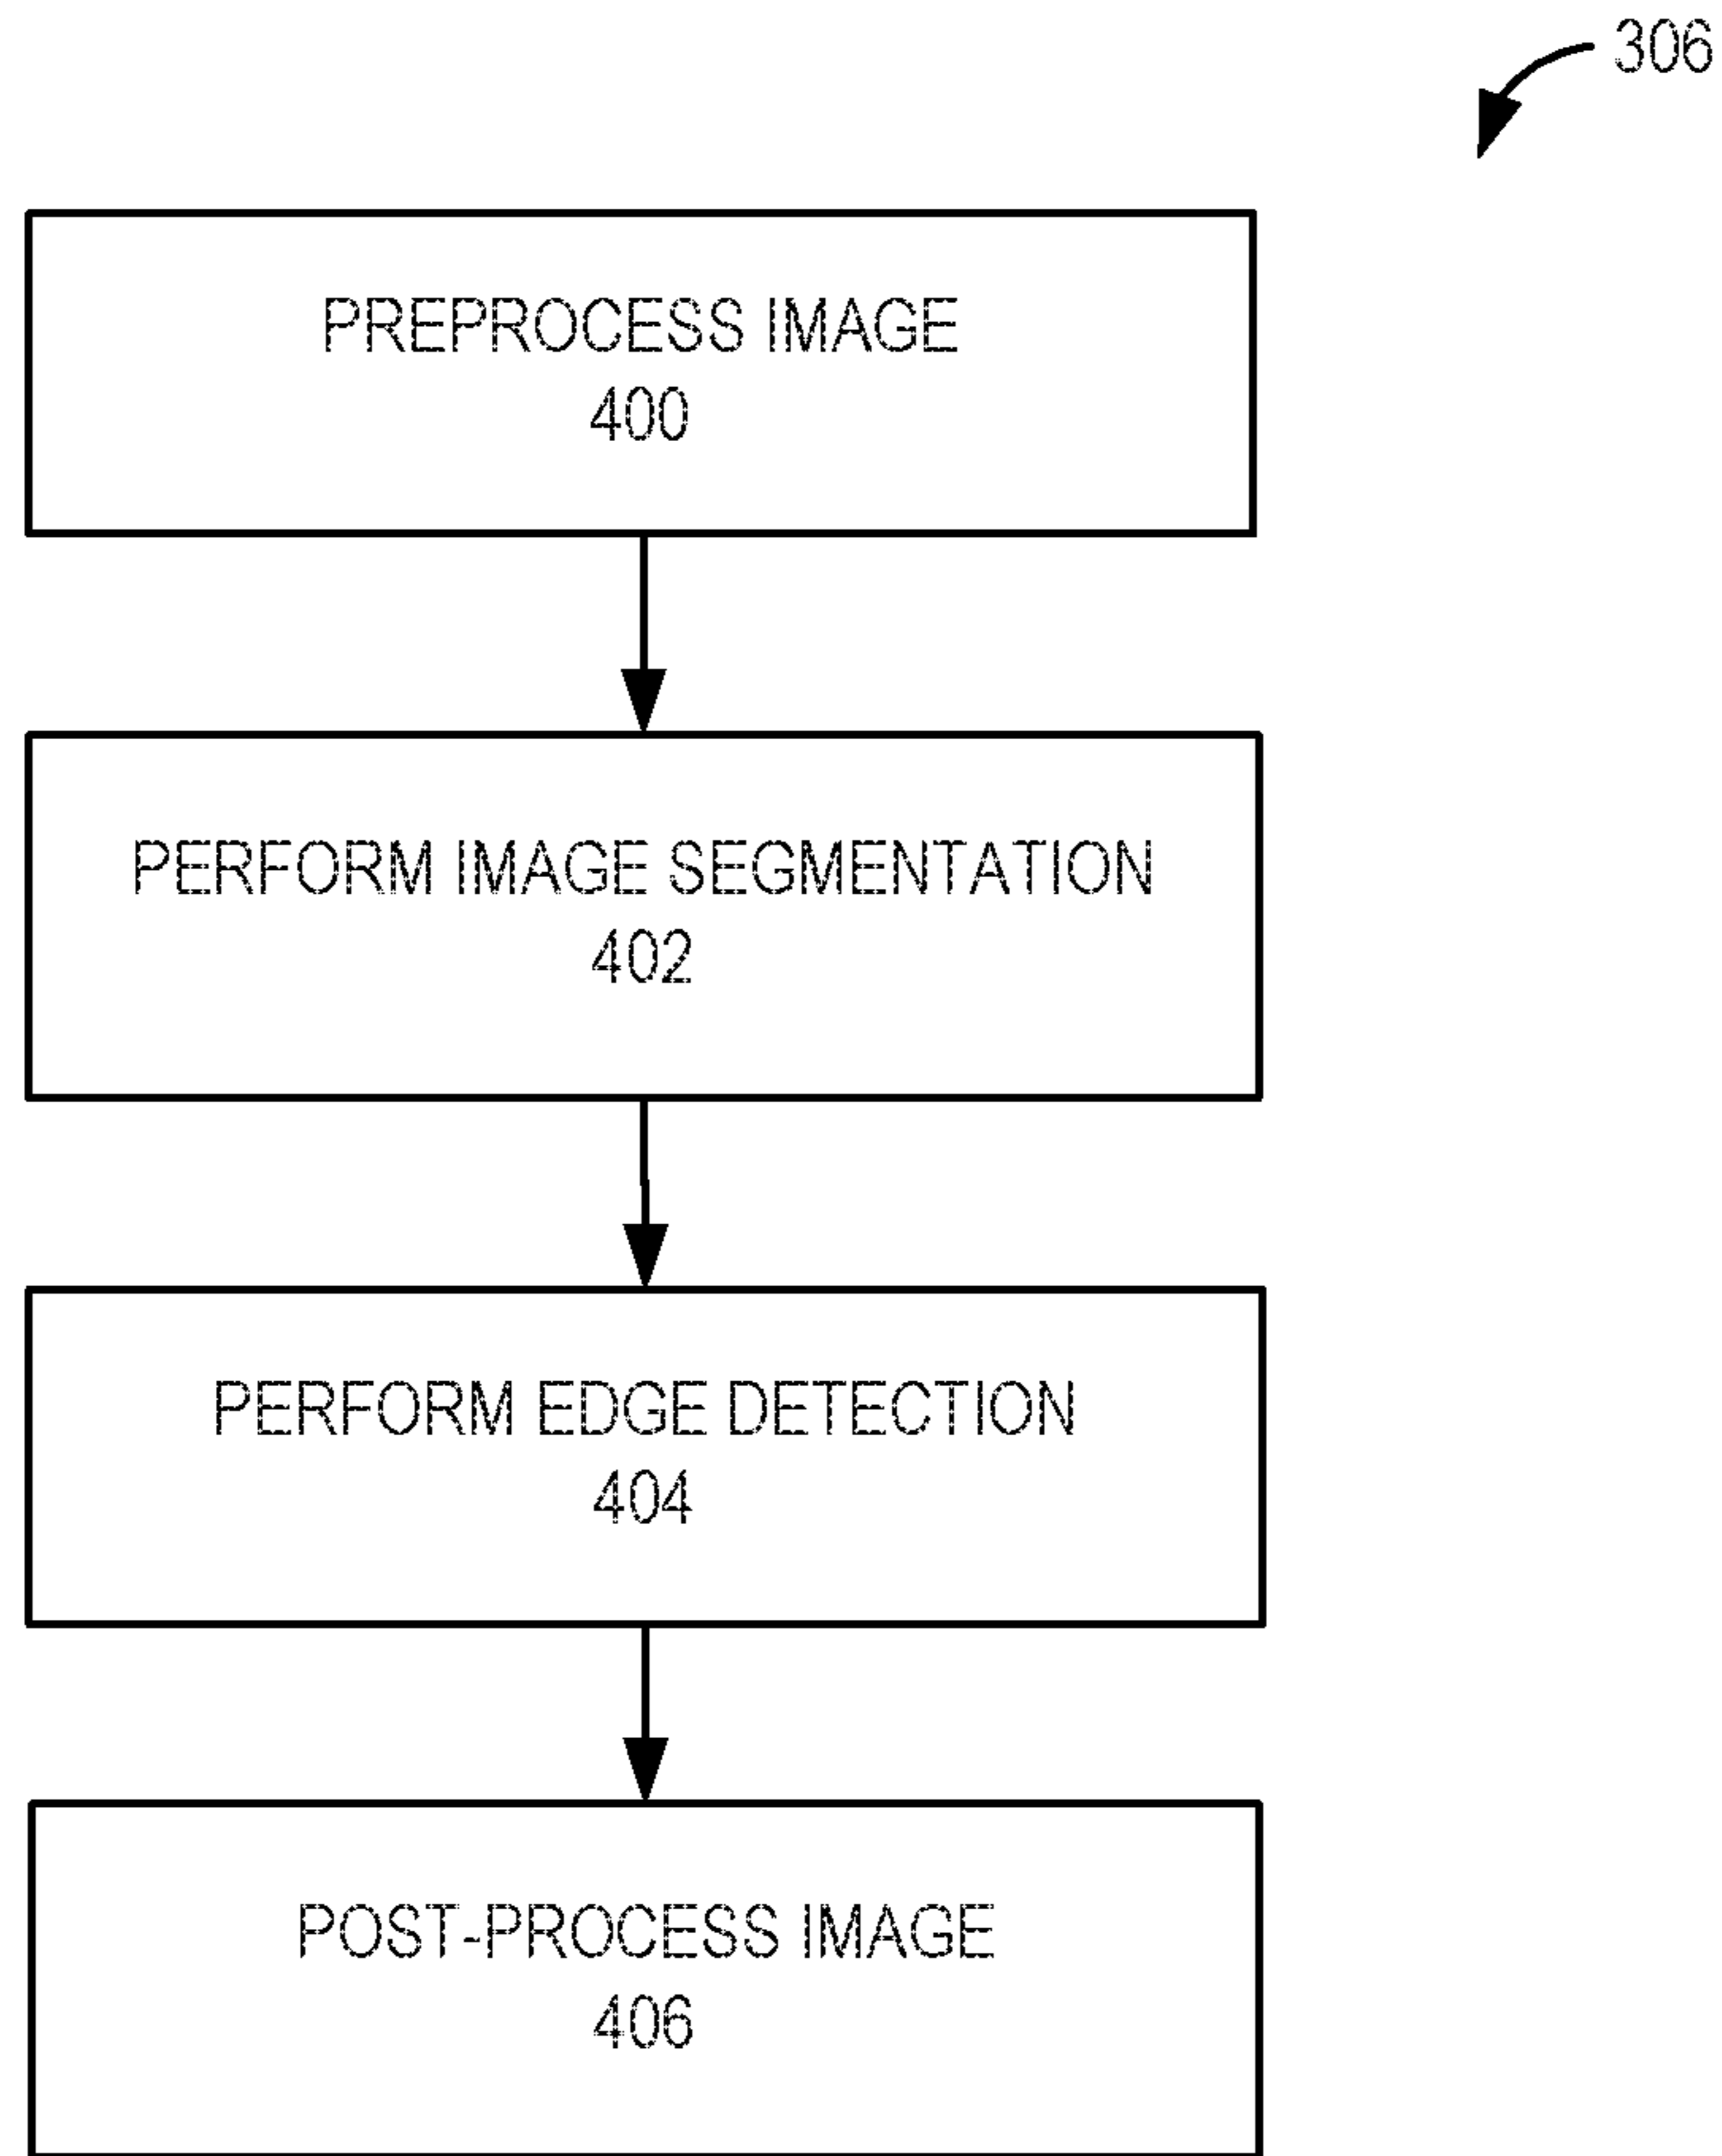 306
PREPROCESS IMAGE
400
PERFORM IMAGE SEGMENTATION
402
PERFORM EDGE DETECTION
404
POST-PROCESS IMAGE
406